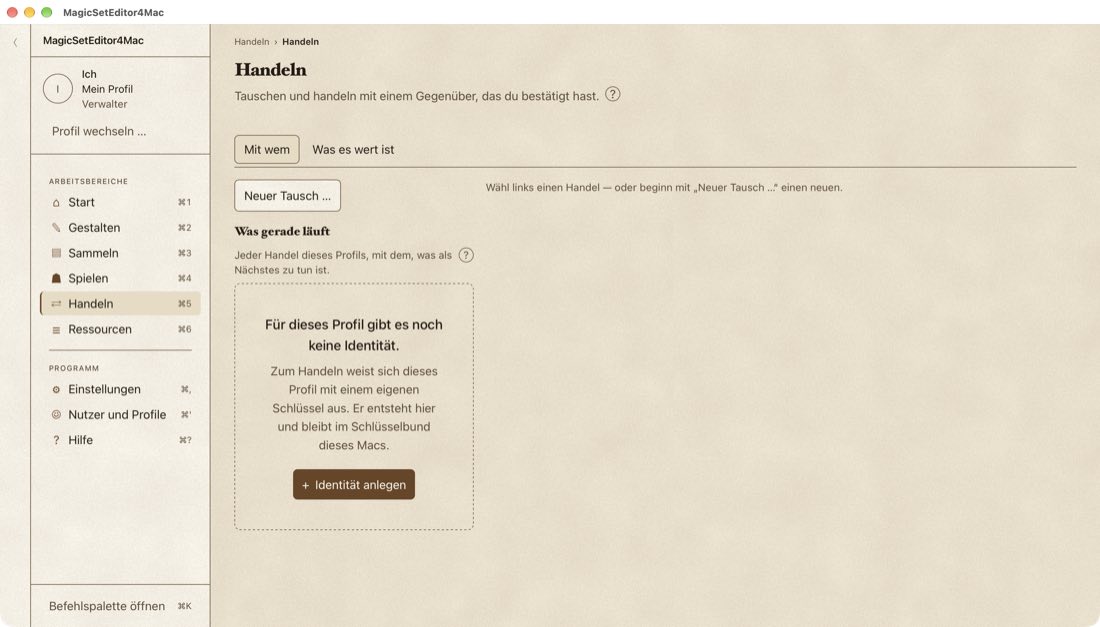 MagicSetEditor4Mac
MagicSetEditor4Mac
I
Ich
Mein Profil
Verwalter
Profil wechseln ...
ARBEITSBEREICHE
Start ⌘1
Gestalten ⌘2
Sammeln ⌘3
Spielen ⌘4
Handeln ⌘5
Ressourcen ⌘6
PROGRAMM
Einstellungen ⌘,
Nutzer und Profile ⌘'
? Hilfe ⌘?
Befehlspalette öffnen ⌘K
Handeln › Handeln
Handeln
Tauschen und handeln mit einem Gegenüber, das du bestätigt hast. ?
Mit wem Was es wert ist
Neuer Tausch ...
Was gerade läuft
Jeder Handel dieses Profils, mit dem, was als ?
Nächstes zu tun ist.
Für dieses Profil gibt es noch
keine Identität.
Zum Handeln weist sich dieses
Profil mit einem eigenen
Schlüssel aus. Er entsteht hier
und bleibt im Schlüsselbund
dieses Macs.
+ Identität anlegen
Wähl links einen Handel — oder beginn mit „Neuer Tausch ...“ einen neuen.